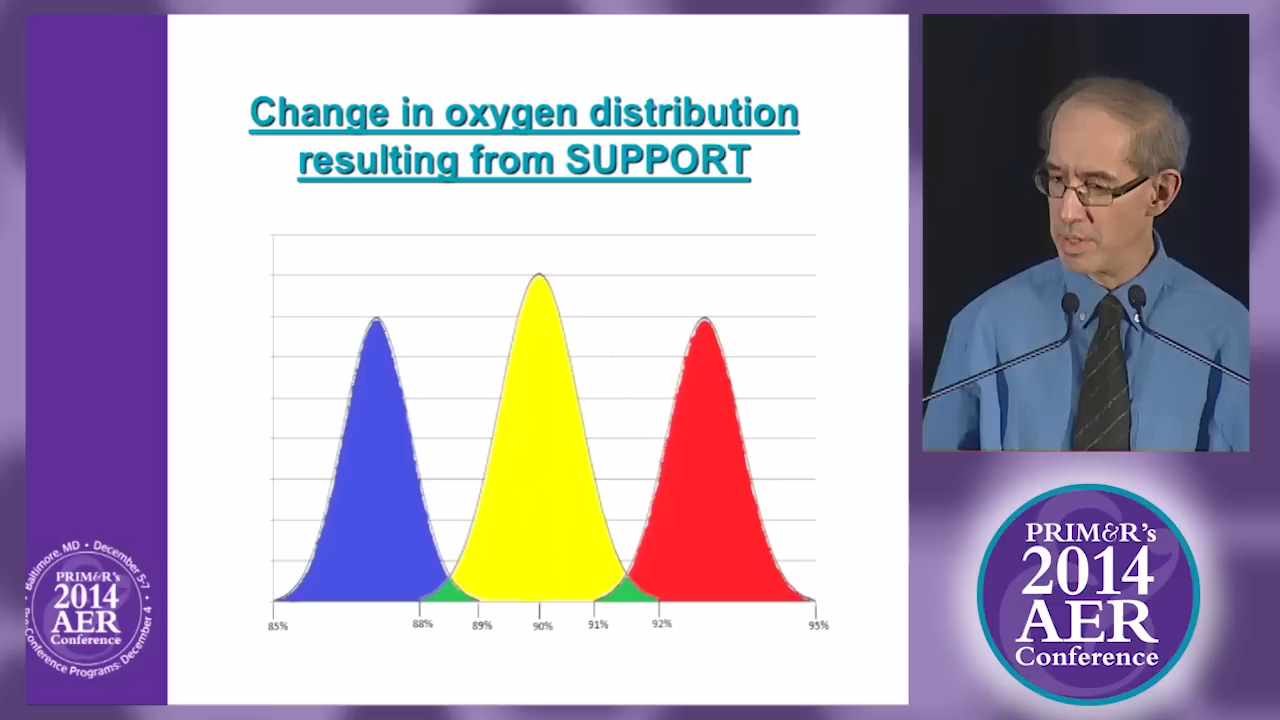 Change in oxygen distribution
resulting from SUPPORT
85%
88%
89%
90%
91%
92%
95%
Baltimore, MD • December 5-7 •
Pre-Conference Programs: December 4 •
PRIM&R's
2014
AER
Conference
PRIM&R's
2014
AER
Conference